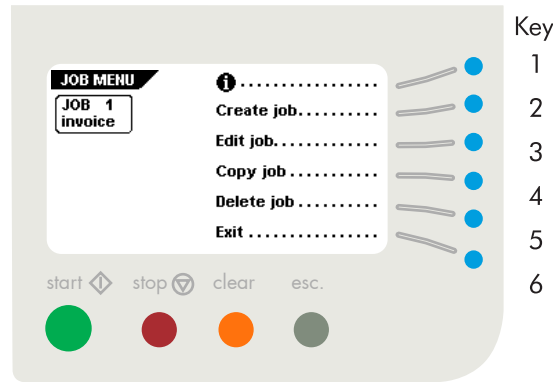 Key
JOB MENU
JOB 1
invoice
i ................. 1
Create job............ 2
Edit job............... 3
Copy job ............ 4
Delete job ........... 5
Exit ................ 6
start stop clear esc.